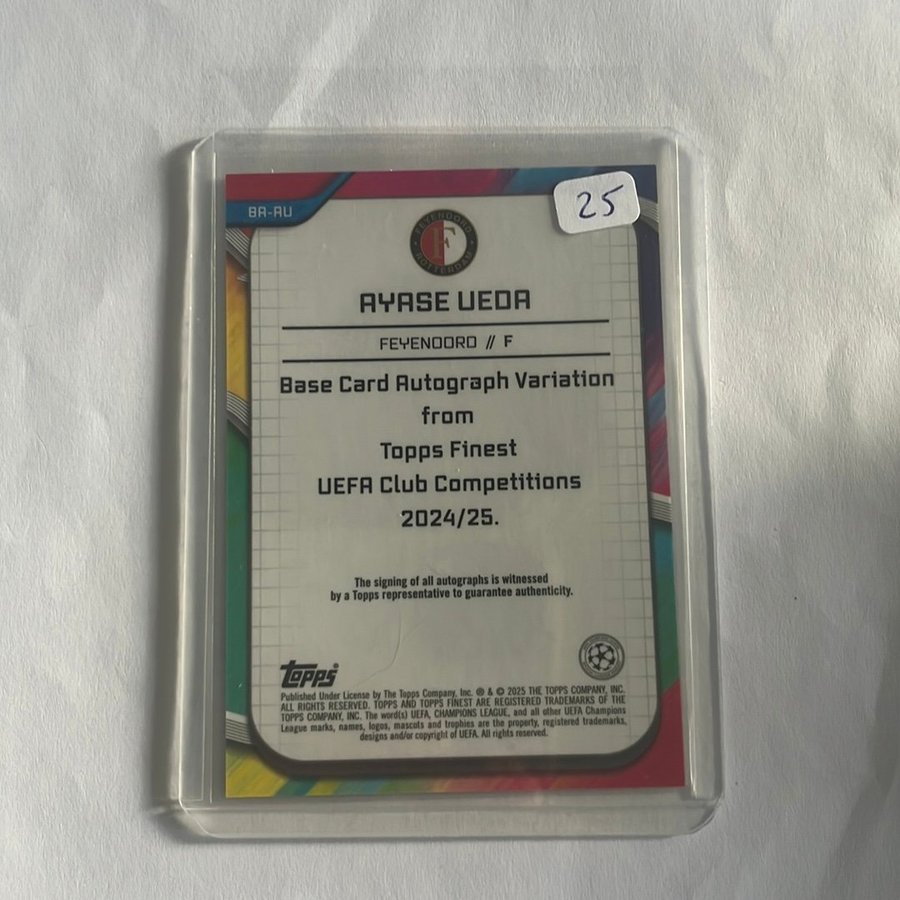 BA-AU
25
FEYENOORD
ROTTERDAM
AYASE UEDA
FEYENOORD // F
Base Card Autograph Variation
from
Topps Finest
UEFA Club Competitions
2024/25.
The signing of all autographs is witnessed
by a Topps representative to guarantee authenticity.
topps
Published Under License by The Topps Company, Inc. ® & © 2025 THE TOPPS COMPANY, INC.
ALL RIGHTS RESERVED. TOPPS AND TOPPS FINEST ARE REGISTERED TRADEMARKS OF THE
TOPPS COMPANY, INC. The word(s) UEFA, CHAMPIONS LEAGUE, and all other UEFA Champions
League marks, names, logos, mascots and trophies are the property, registered trademarks,
designs and/or copyright of UEFA. All rights reserved.